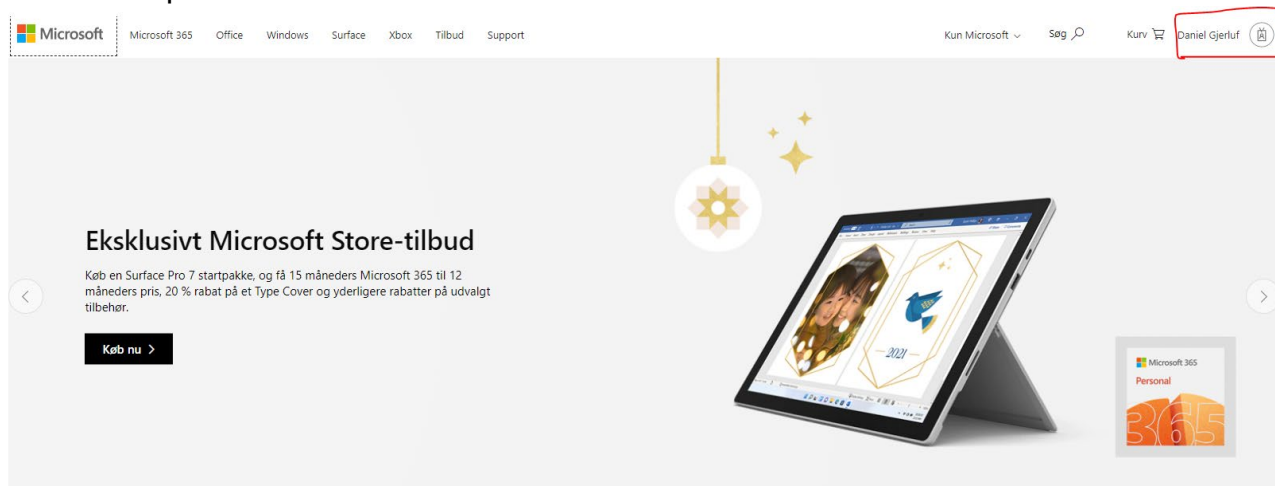 Microsoft Microsoft 365 Office Windows Surface Xbox Tilbud Support Kun Microsoft Søg Kurv Daniel Gjerluf
Eksklusivt Microsoft Store-tilbud
Køb en Surface Pro 7 startpakke, og få 15 måneders Microsoft 365 til 12
måneders pris, 20 % rabat på et Type Cover og yderligere rabatter på udvalgt
tilbehør.
Køb nu
2021
Microsoft 365
Personal
365